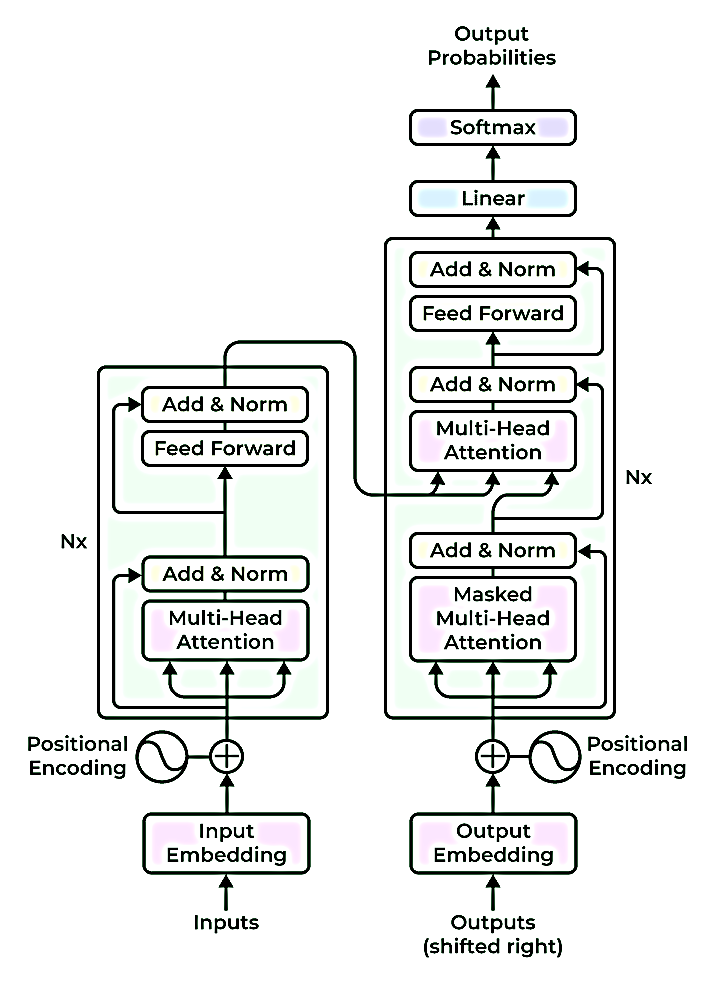 Output
Probabilities
Softmax
Linear
Add & Norm
Feed Forward
Add & Norm
Multi-Head
Attention
Nx
Add & Norm
Masked
Multi-Head
Attention
Add & Norm
Feed Forward
Nx
Add & Norm
Multi-Head
Attention
Positional
Encoding
Positional
Encoding
Input
Embedding
Output
Embedding
Inputs
Outputs
(shifted right)